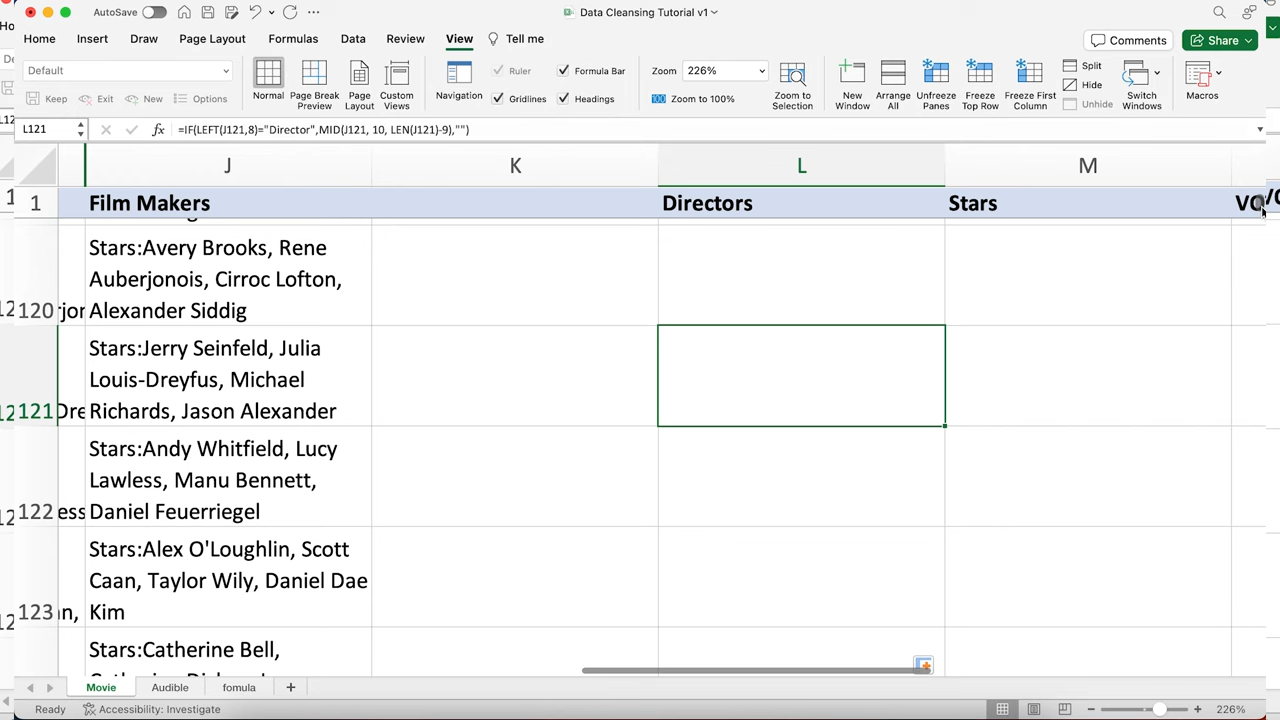 AutoSave
Data Cleansing Tutorial v1
Home Insert Draw Page Layout Formulas Data Review View Tell me
Comments Share
Default
Keep Exit New Options
Normal Page Break Preview Page Layout Custom Views
Navigation
Ruler Formula Bar
Gridlines Headings
Zoom 226%
100 Zoom to 100%
Zoom to Selection
New Window Arrange All Unfreeze Panes Freeze Top Row Freeze First Column
Split
Hide
Unhide
Switch Windows
Macros
L121 fx =IF(LEFT(J121,8)="Director",MID(J121, 10, LEN(J121)-9),"")
J K L M
1 Film Makers Directors Stars
Stars:Avery Brooks, Rene
Auberjonois, Cirroc Lofton,
120 Alexander Siddig
Stars:Jerry Seinfeld, Julia
Louis-Dreyfus, Michael
121 Richards, Jason Alexander
Stars:Andy Whitfield, Lucy
Lawless, Manu Bennett,
122 Daniel Feuerriegel
Stars:Alex O'Loughlin, Scott
Caan, Taylor Wily, Daniel Dae
123 Kim
Stars:Catherine Bell,
Movie Audible fomula
Ready Accessibility: Investigate
226%